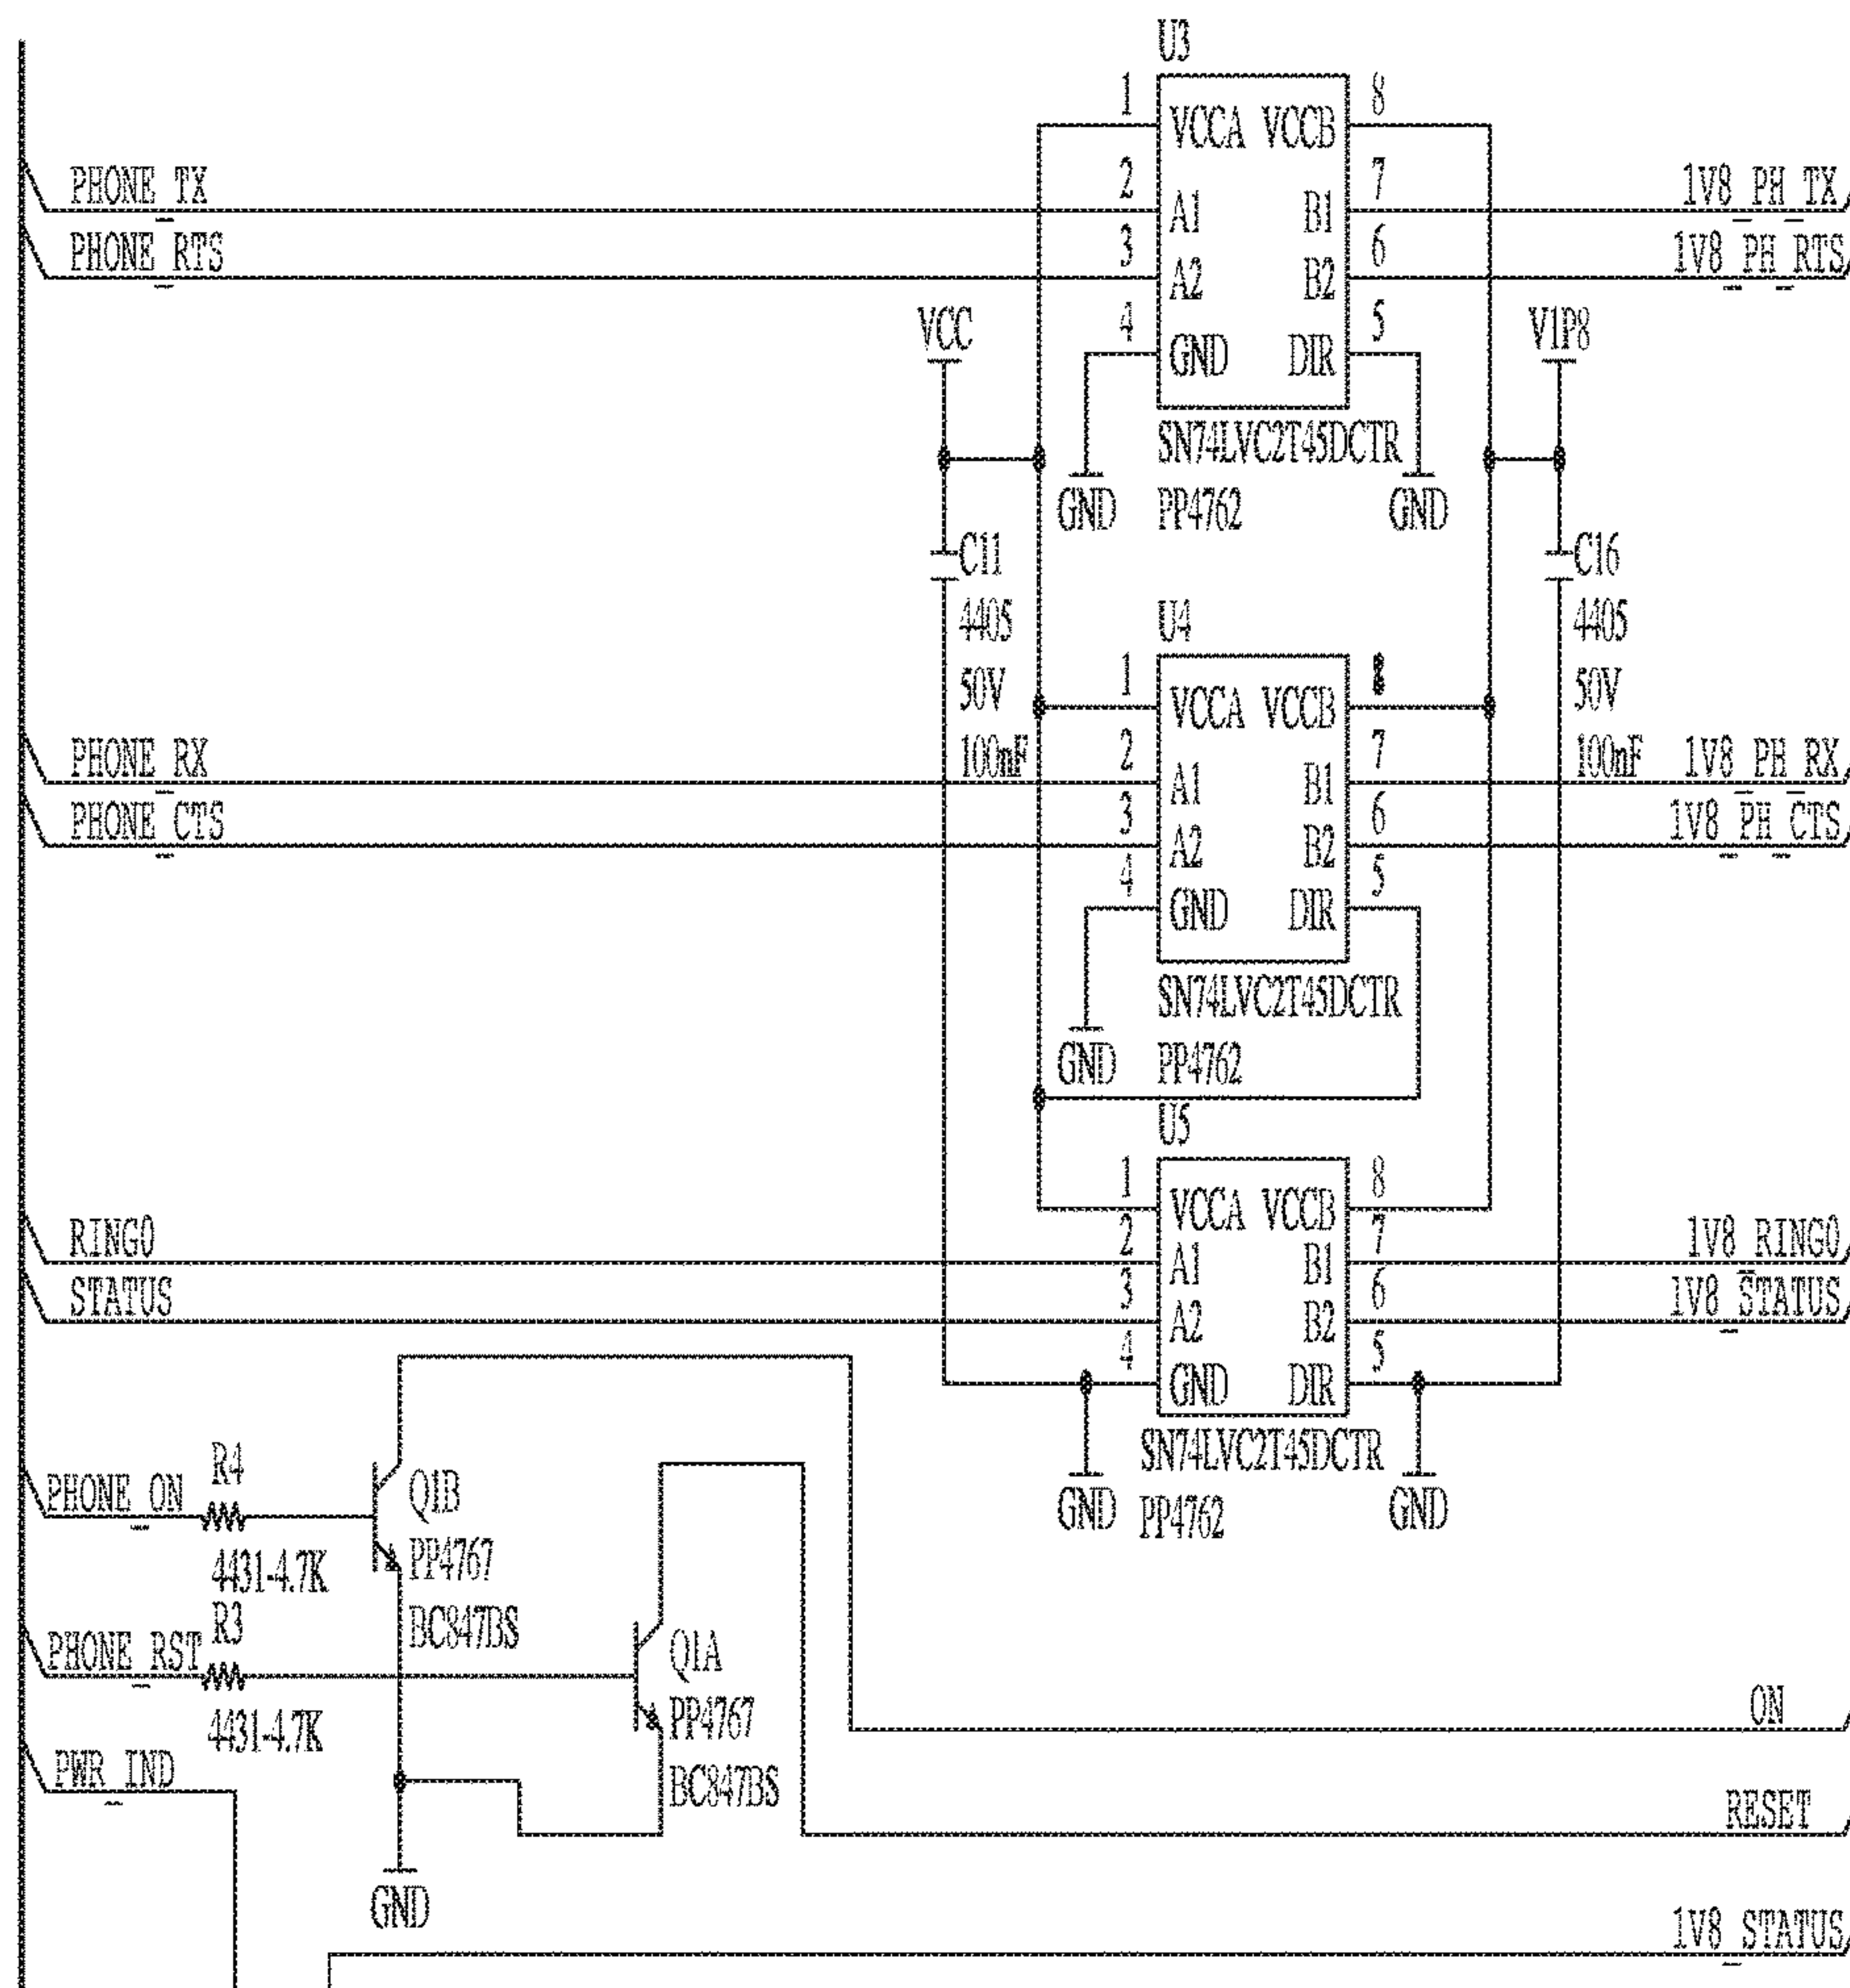 U3
1 VCCA VCCB 8
PHONE_TX 2 A1 B1 7 1V8_PH_TX
PHONE_RTS 3 A2 B2 6 1V8_PH_RTS
VCC 4 GND DIR 5 V1P8
SN74LVC2T45DCTR
GND PP4762 GND
C11 C16
4405 U4 4405
50V 1 VCCA VCCB 8 50V
PHONE_RX 100nF 2 A1 B1 7 100nF 1V8_PH_RX
PHONE_CTS 3 A2 B2 6 1V8_PH_CTS
4 GND DIR 5
SN74LVC2T45DCTR
GND PP4762
U5
1 VCCA VCCB 8
RING0 2 A1 B1 7 1V8_RING0
STATUS 3 A2 B2 6 1V8_STATUS
4 GND DIR 5
SN74LVC2T45DCTR
GND PP4762 GND
R4
PHONE_ON Q1B
4431-4.7K PP4767
R3 BC847BS
PHONE_RST Q1A
4431-4.7K PP4767 ON
PWR_IND BC847BS RESET
GND
1V8_STATUS